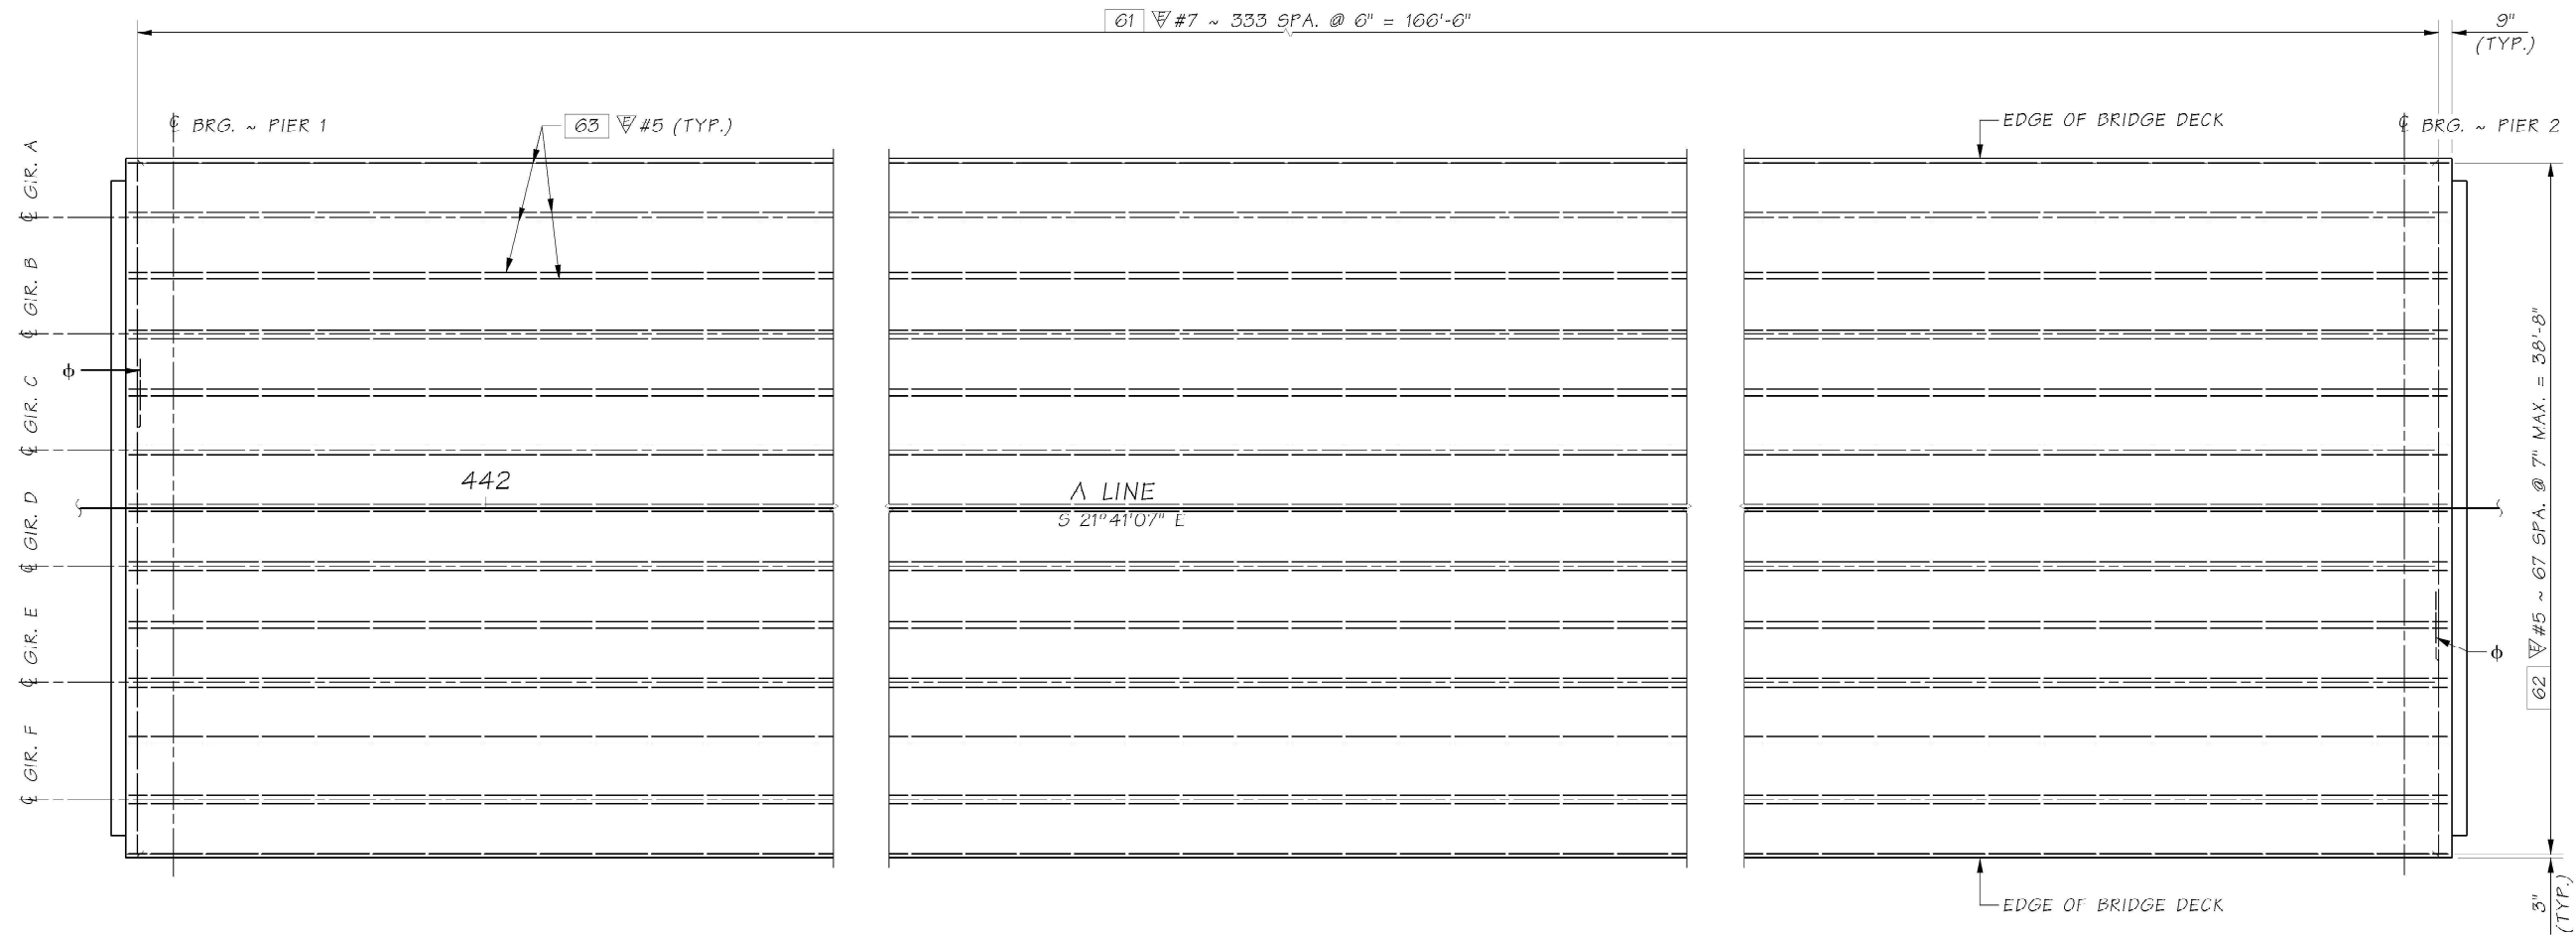 61 E #7 ~ 333 SPA. @ 6" = 166'-6"
9"
(TYP.)
℄ BRG. ~ PIER 1
63 E #5 (TYP.)
EDGE OF BRIDGE DECK
℄ BRG. ~ PIER 2
℄ GIR. A
℄ GIR. B
℄ GIR. C
℄ GIR. D
℄ GIR. E
℄ GIR. F
ϕ
442
A LINE
S 21°41'07" E
ϕ
62 E #5 ~ 67 SPA. @ 7" MAX. = 38'-8"
EDGE OF BRIDGE DECK
3"
(TYP.)